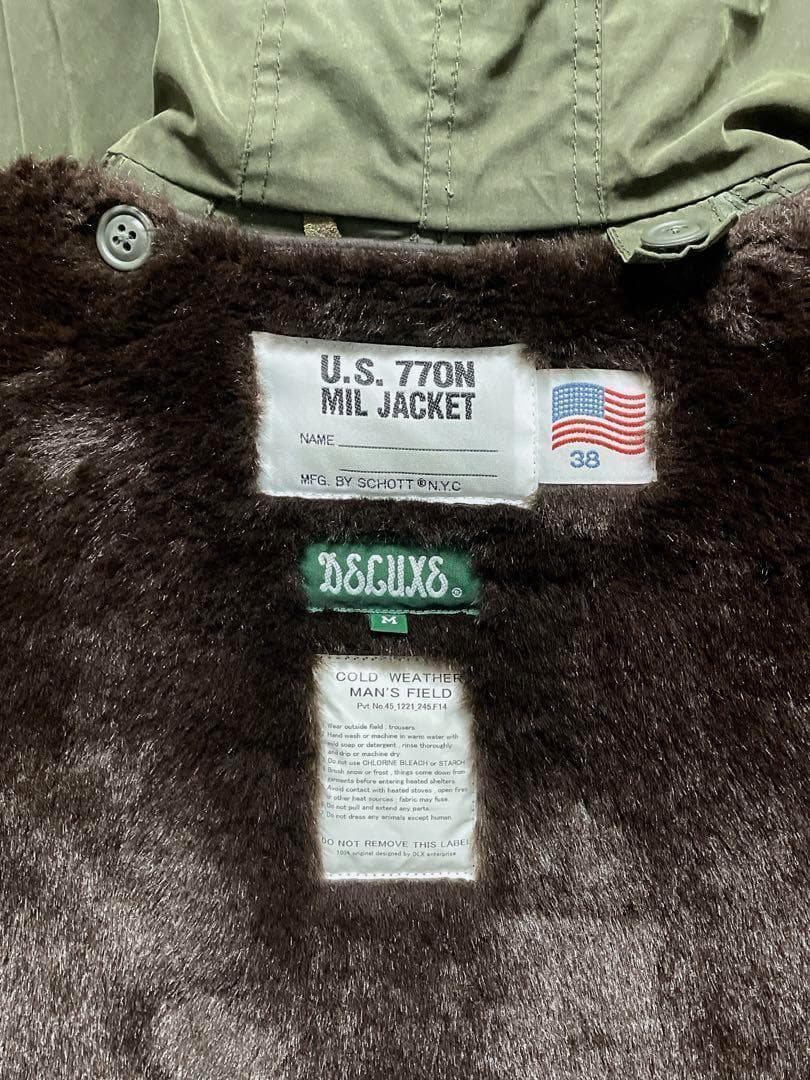 U.S. 770N
MIL JACKET
NAME
MFG. BY SCHOTT ® N.Y.C
38
DELUXE ®
M
COLD WEATHER
MAN'S FIELD
Pvt No.45_1221_245.F14
Wear outside field , trousers.
Hand wash or machine in warm water with
mild soap or detergent , rinse thoroughly
and drip or machine dry.
Do not use CHLORINE BLEACH or STARCH
Brush snow or frost , things come down from
garments before entering heated shelters.
Avoid contact with heated stoves , open fires
or other heat sources ; fabric may fuse.
Do not pull and extend any parts.
Do not dress any animals except human.
DO NOT REMOVE THIS LABEL
100% original designed by DLX enterprise